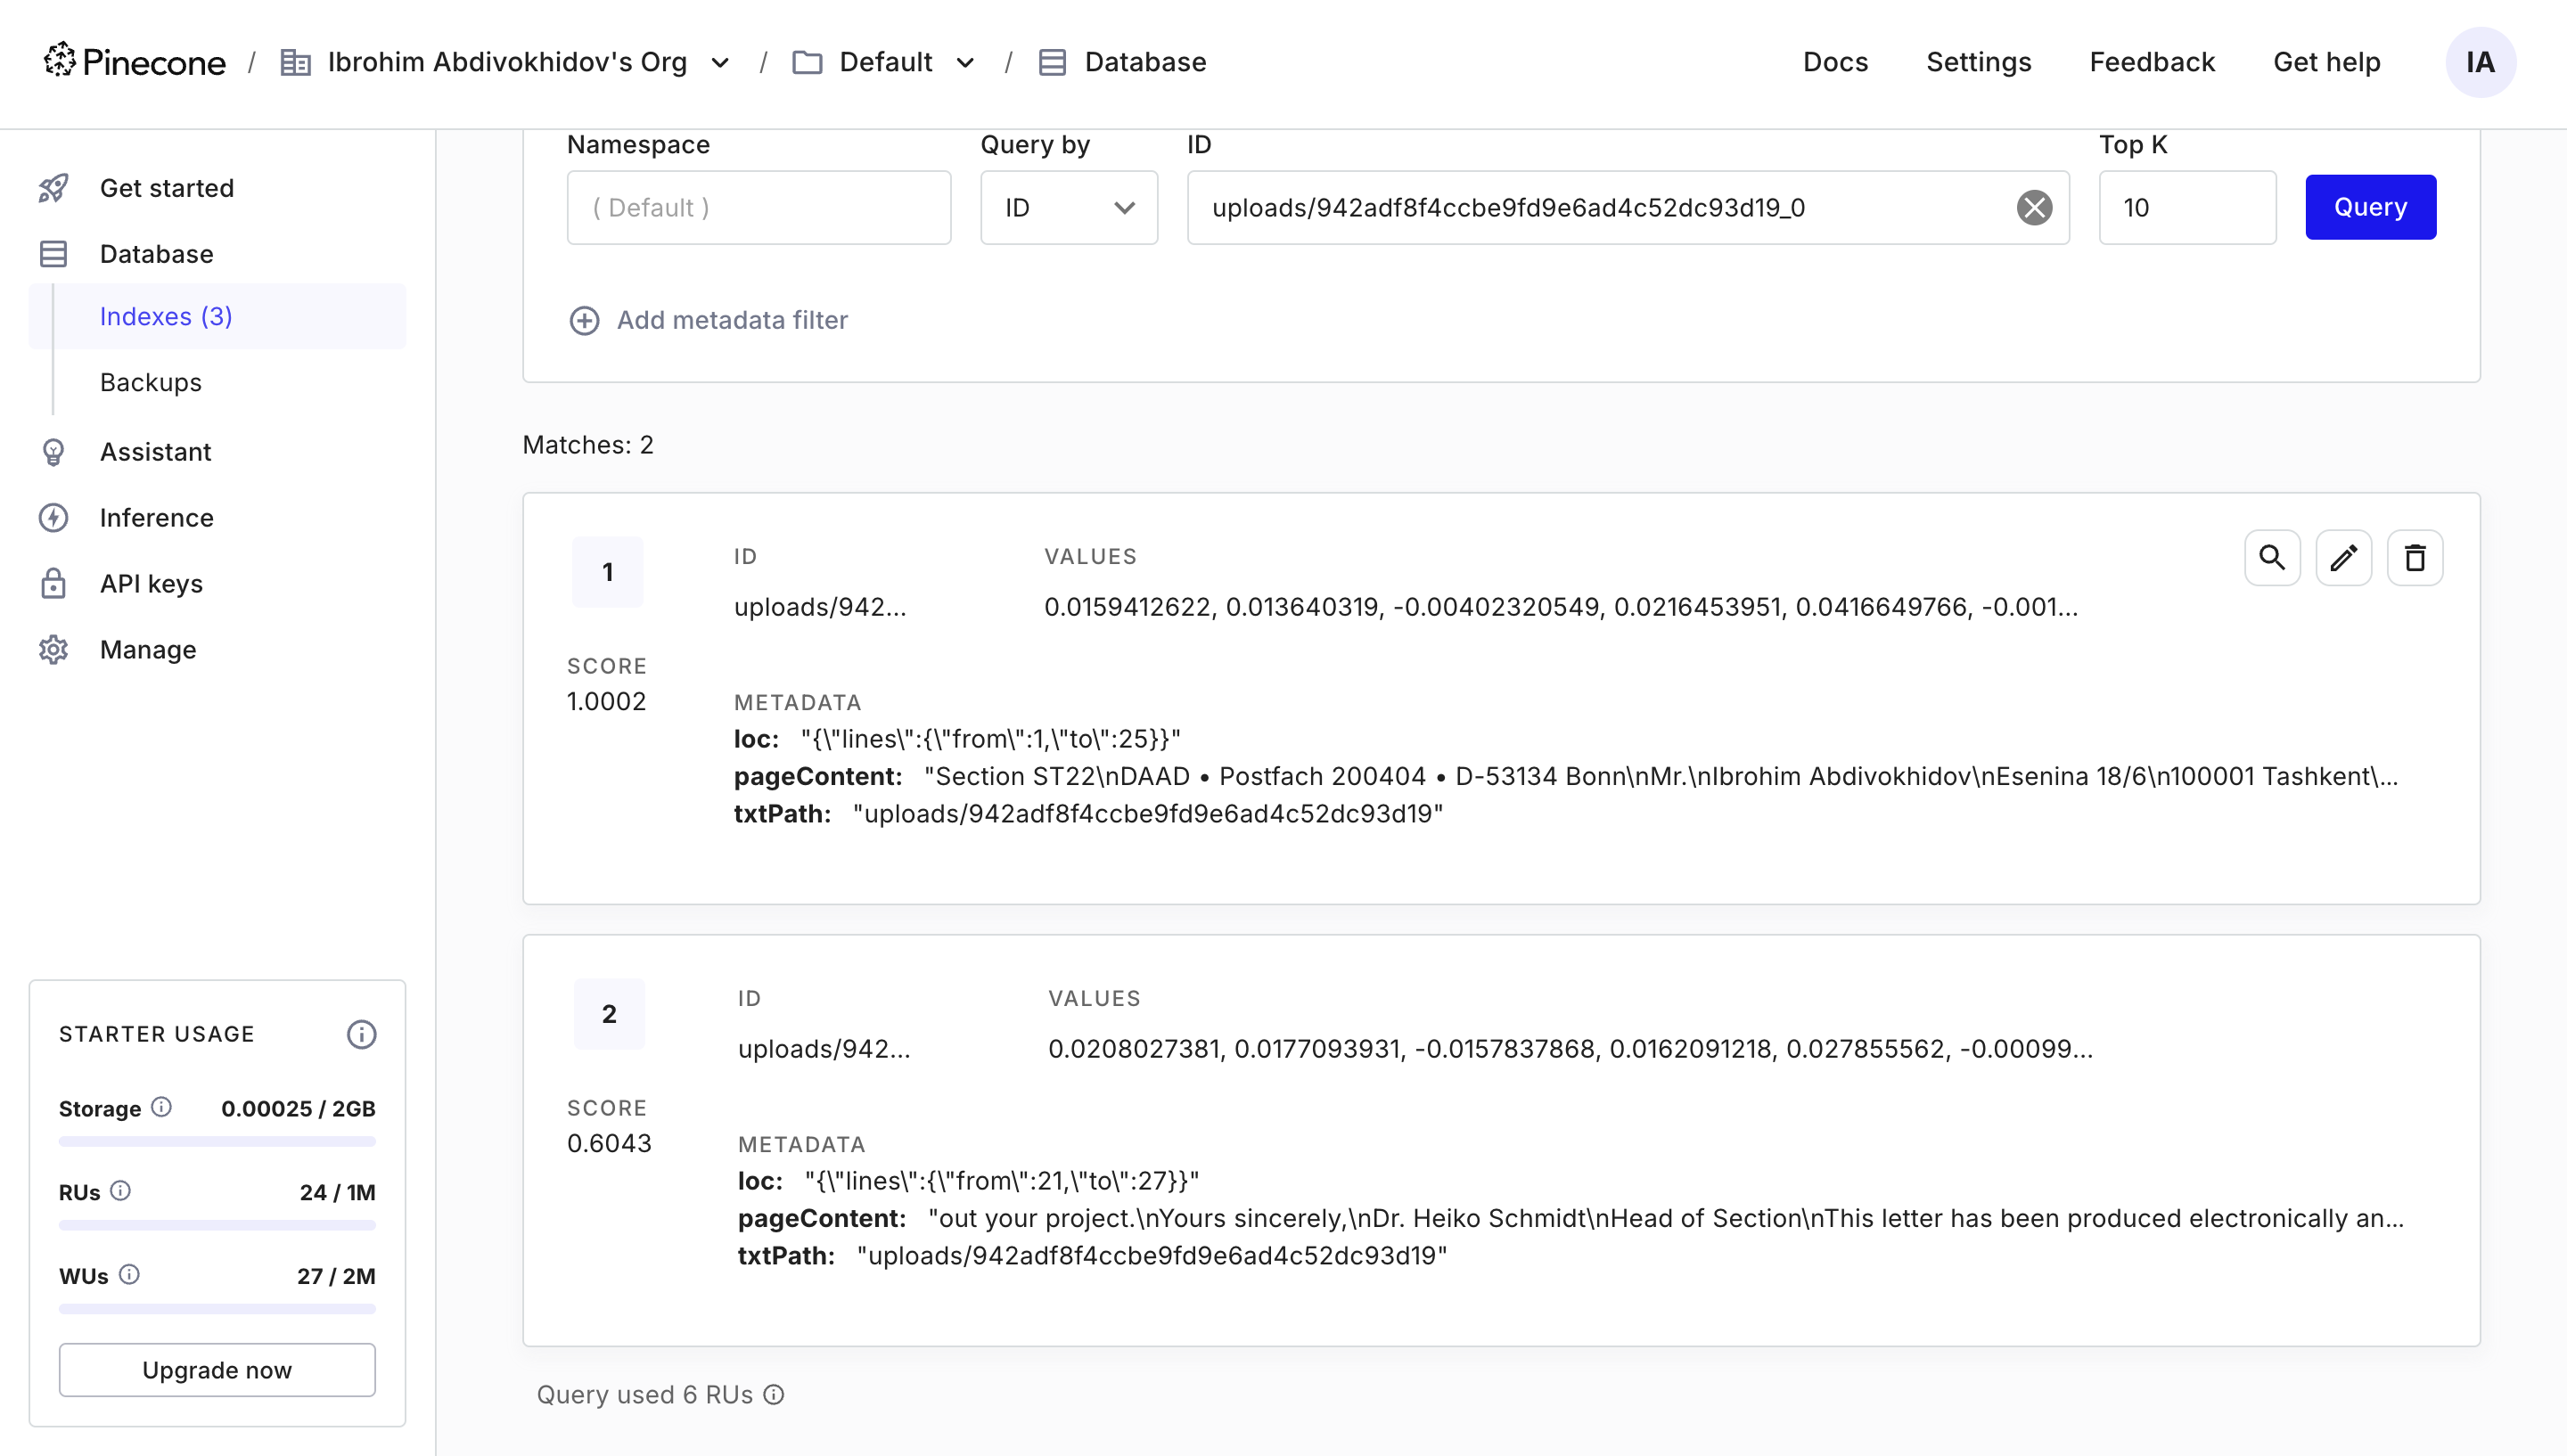 Pinecone / Ibrohim Abdivokhidov's Org / Default / Database Docs Settings Feedback Get help IA
Get started
Database
Indexes (3)
Backups
Assistant
Inference
API keys
Manage
STARTER USAGE
Storage 0.00025 / 2GB
RUs 24 / 1M
WUs 27 / 2M
Upgrade now
Namespace Query by ID Top K
( Default ) ID uploads/942adf8f4ccbe9fd9e6ad4c52dc93d19_0 10 Query
Add metadata filter
Matches: 2
1 ID VALUES
uploads/942... 0.0159412622, 0.013640319, -0.00402320549, 0.0216453951, 0.0416649766, -0.001...
SCORE
1.0002
METADATA
loc: "{\"lines\":{\"from\":1,\"to\":25}}"
pageContent: "Section ST22\nDAAD • Postfach 200404 • D-53134 Bonn\nMr.\nIbrohim Abdivokhidov\nEsenina 18/6\n100001 Tashkent\...
txtPath: "uploads/942adf8f4ccbe9fd9e6ad4c52dc93d19"
2 ID VALUES
uploads/942... 0.0208027381, 0.0177093931, -0.0157837868, 0.0162091218, 0.027855562, -0.00099...
SCORE
0.6043
METADATA
loc: "{\"lines\":{\"from\":21,\"to\":27}}"
pageContent: "out your project.\nYours sincerely,\nDr. Heiko Schmidt\nHead of Section\nThis letter has been produced electronically an...
txtPath: "uploads/942adf8f4ccbe9fd9e6ad4c52dc93d19"
Query used 6 RUs